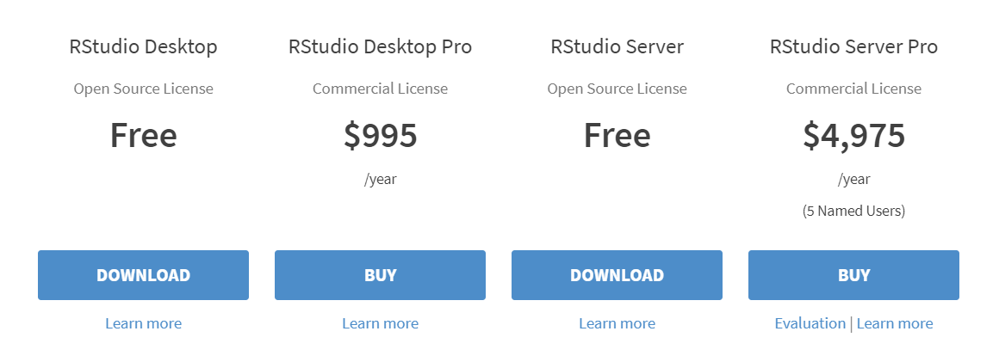 RStudio Desktop
Open Source License
Free
DOWNLOAD
Learn more
RStudio Desktop Pro
Commercial License
$995
/year
BUY
Learn more
RStudio Server
Open Source License
Free
DOWNLOAD
Learn more
RStudio Server Pro
Commercial License
$4,975
/year
(5 Named Users)
BUY
Evaluation | Learn more